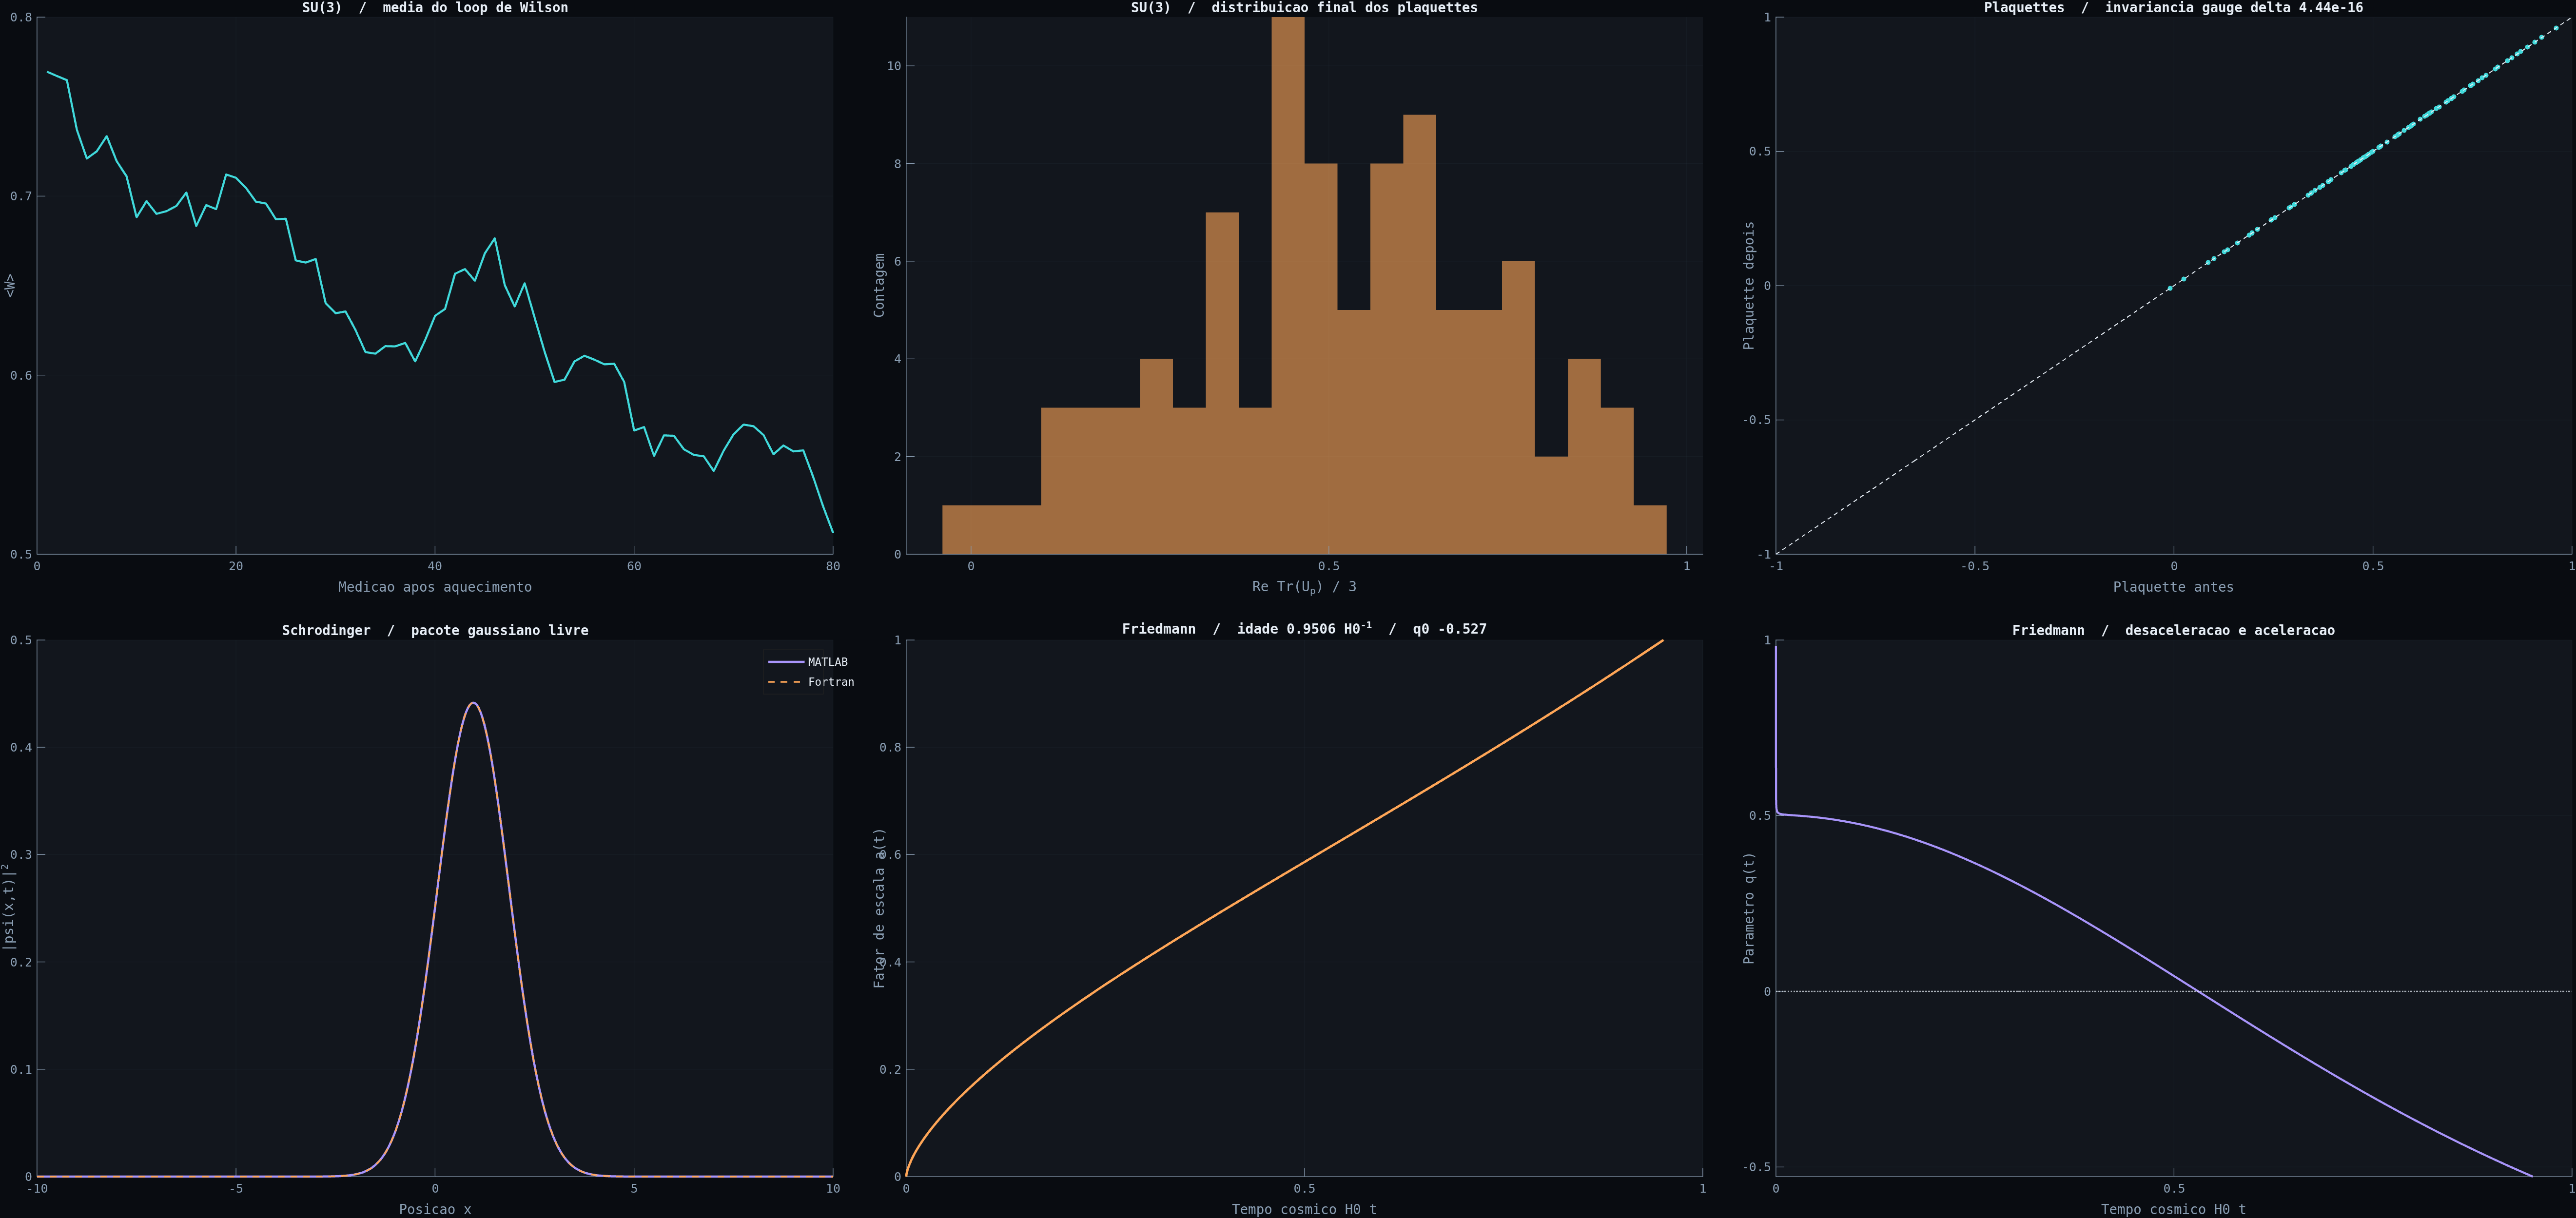 SU(3)  /  media do loop de Wilson
<W>
0.8
0.7
0.6
0.5
0 20 40 60 80
Medicao apos aquecimento
SU(3)  /  distribuicao final dos plaquettes
Contagem
10
8
6
4
2
0
0 0.5 1
Re Tr(U_p) / 3
Plaquettes  /  invariancia gauge delta 4.44e-16
Plaquette depois
1
0.5
0
-0.5
-1
-1 -0.5 0 0.5 1
Plaquette antes
Schrodinger  /  pacote gaussiano livre
|psi(x,t)|²
0.5
0.4
0.3
0.2
0.1
0
MATLAB
Fortran
-10 -5 0 5 10
Posicao x
Friedmann  /  idade 0.9506 H0⁻¹  /  q0 -0.527
Fator de escala a(t)
1
0.8
0.6
0.4
0.2
0
0 0.5 1
Tempo cosmico H0 t
Friedmann  /  desaceleracao e aceleracao
Parametro q(t)
1
0.5
0
-0.5
0 0.5 1
Tempo cosmico H0 t